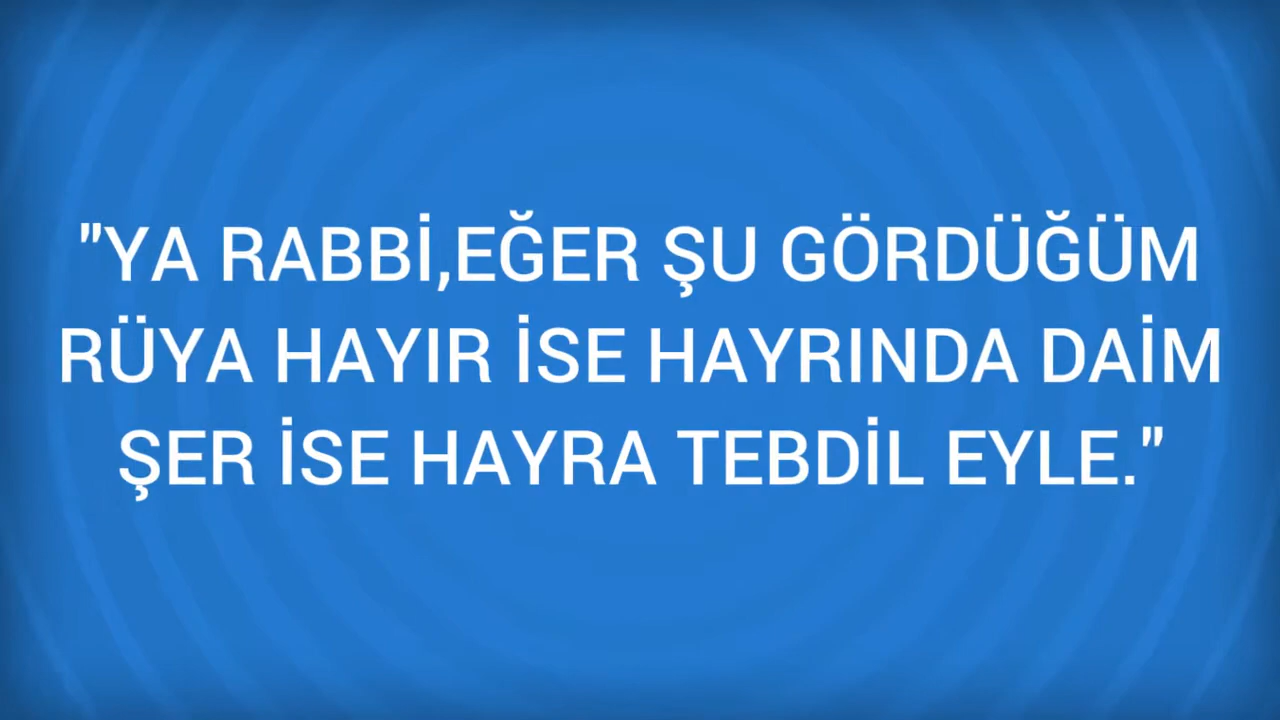 "YA RABBİ,EĞER ŞU GÖRDÜĞÜM
RÜYA HAYIR İSE HAYRINDA DAİM
ŞER İSE HAYRA TEBDİL EYLE."